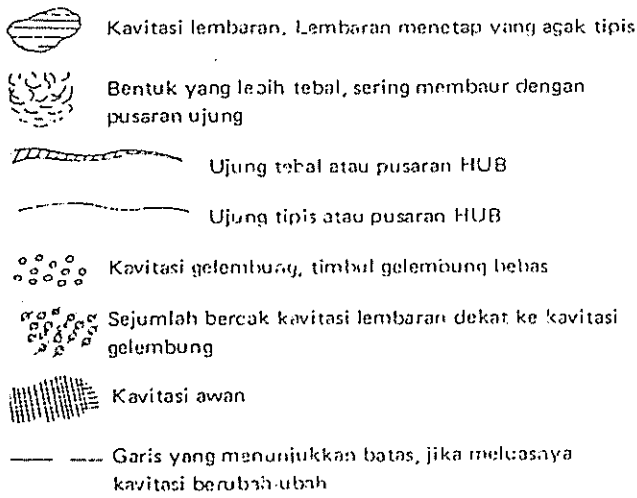 Kavitasi lembaran. Lembaran menetap yang agak tipis
Bentuk yang lebih tebal, sering membaur dengan
pusaran ujung
Ujung tebal atau pusaran HUB
Ujung tipis atau pusaran HUB
Kavitasi gelembung, timbul gelembung bebas
Sejumlah bercak kavitasi lembaran dekat ke kavitasi
gelembung
Kavitasi awan
Garis yang menunjukkan batas, jika meluasaya
kavitasi berubah-ubah